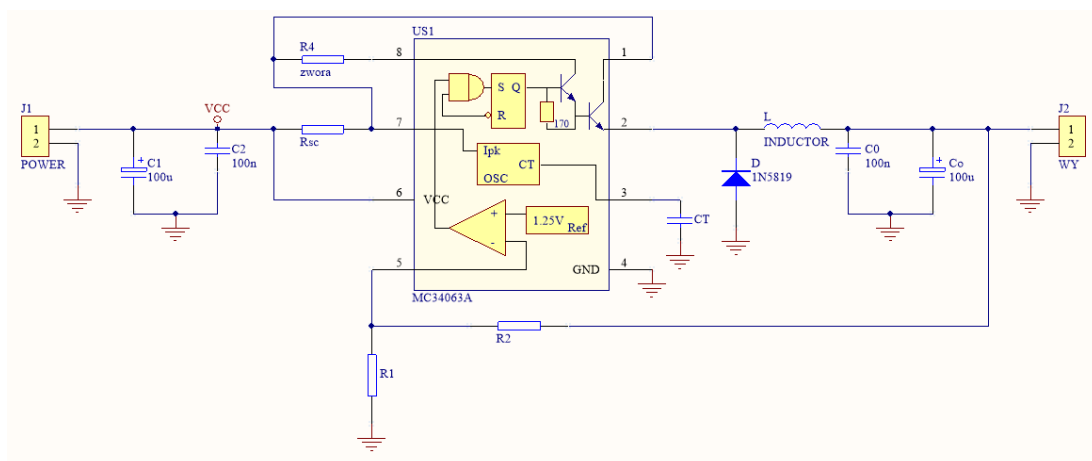 US1
R4
zwora
8
1
J1
1
2
POWER
VCC
S
Q
R
170
Rsc
7
2
L
INDUCTOR
J2
1
2
WY
C1
100u
+
C2
100n
Ipk
CT
OSC
D
1N5819
C0
100n
+
Co
100u
6
VCC
3
CT
+
-
1.25V
Ref
5
GND
4
MC34063A
R2
R1